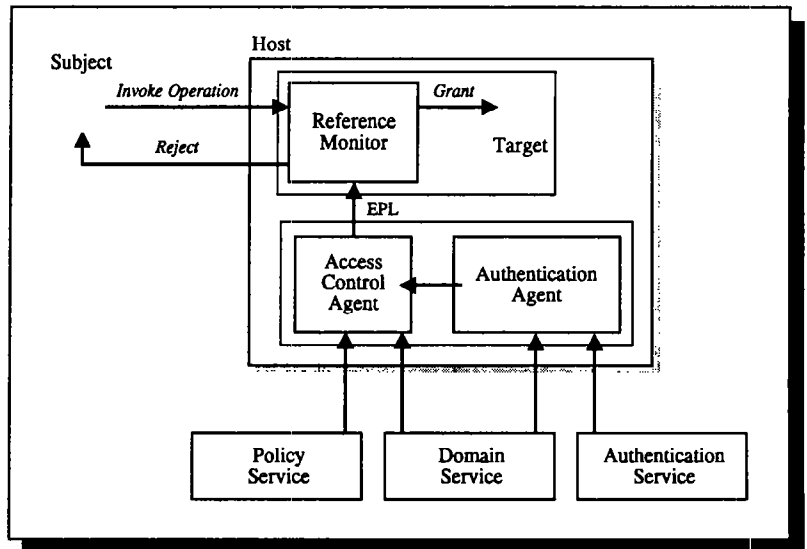 Host
Subject
Invoke Operation
Grant
Reference
Monitor
Reject
Target
EPL
Access
Control
Agent
Authentication
Agent
Policy
Service
Domain
Service
Authentication
Service